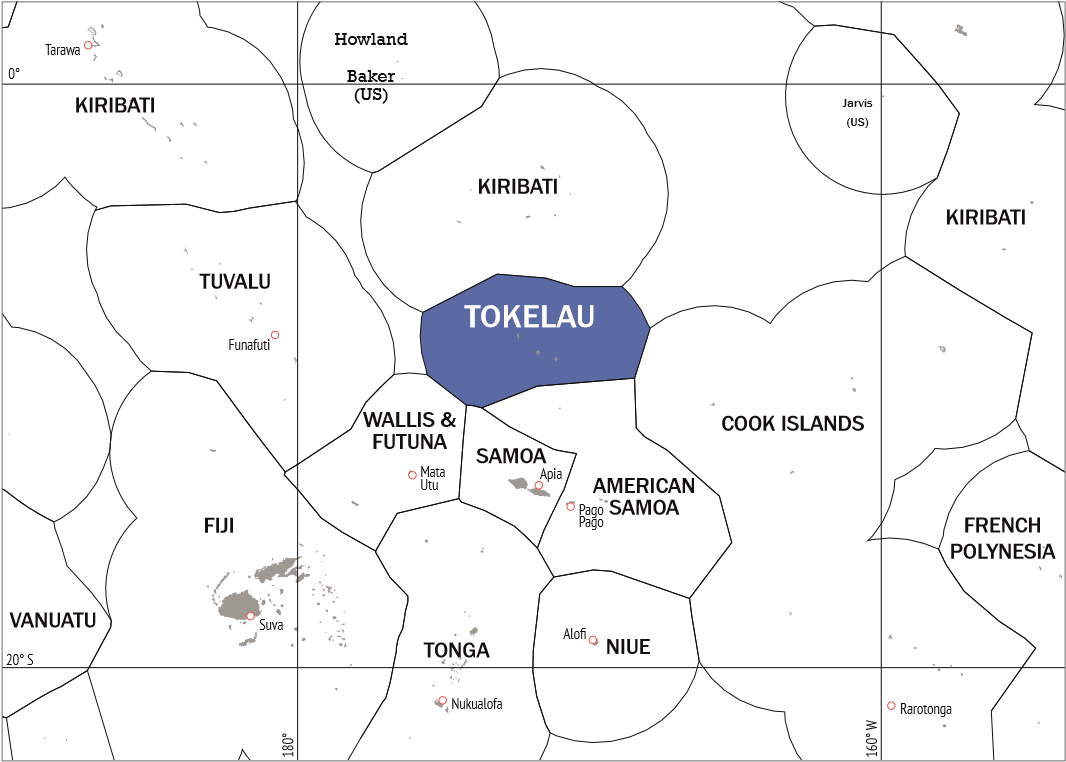 Howland
Tarawa
0°
Baker
(US)
KIRIBATI
Jarvis
(US)
KIRIBATI
KIRIBATI
TUVALU
TOKELAU
Funafuti
WALLIS &
FUTUNA
COOK ISLANDS
SAMOA
Apia
Mata
Utu
AMERICAN
SAMOA
Pago
Pago
FIJI
FRENCH
POLYNESIA
VANUATU
Suva
Alofi
NIUE
TONGA
20° S
Nukualofa
Rarotonga
180°
160° W